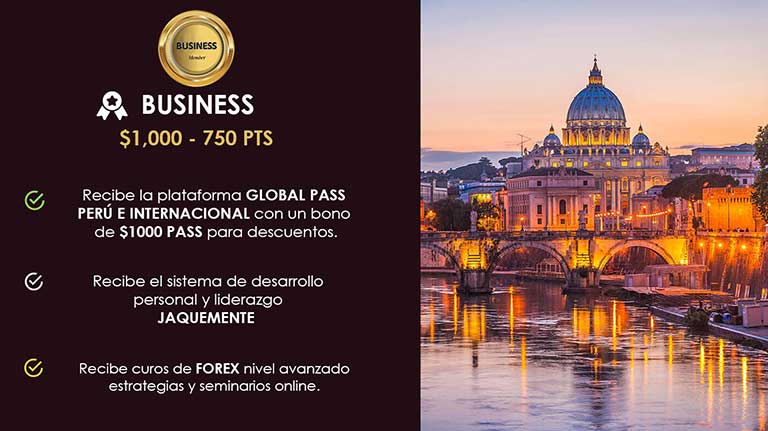 BUSINESS
Member
BUSINESS
$1,000 - 750 PTS
Recibe la plataforma GLOBAL PASS
PERÚ E INTERNACIONAL con un bono
de $1000 PASS para descuentos.
Recibe el sistema de desarrollo
personal y liderazgo
JAQUEMENTE
Recibe curos de FOREX nivel avanzado
estrategias y seminarios online.